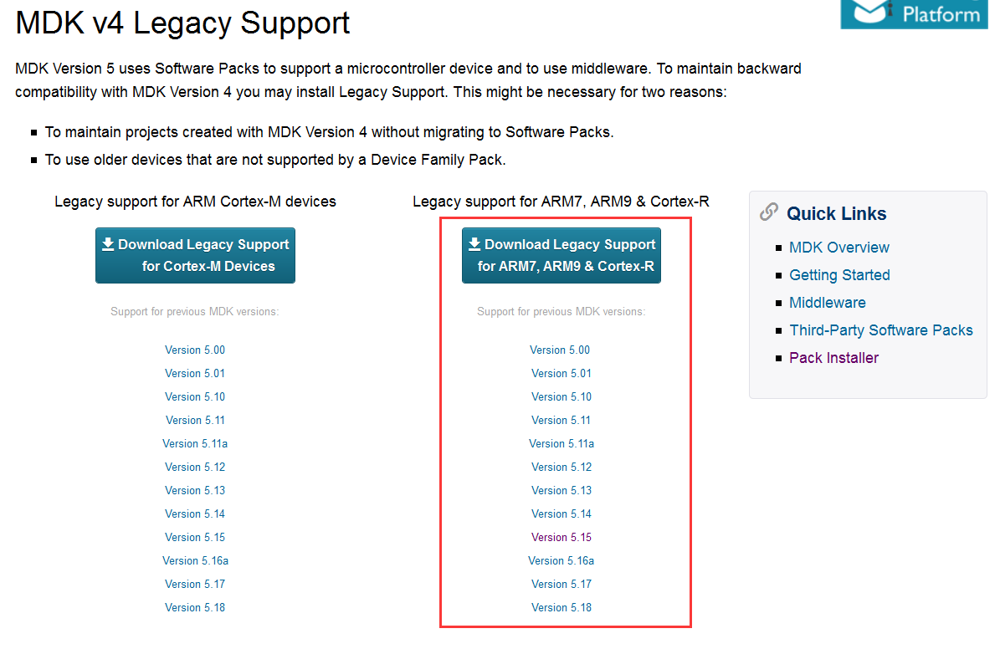 MDK v4 Legacy Support
Platform
MDK Version 5 uses Software Packs to support a microcontroller device and to use middleware. To maintain backward
compatibility with MDK Version 4 you may install Legacy Support. This might be necessary for two reasons:
To maintain projects created with MDK Version 4 without migrating to Software Packs.
To use older devices that are not supported by a Device Family Pack.
Legacy support for ARM Cortex-M devices
Download Legacy Support
for Cortex-M Devices
Support for previous MDK versions:
Version 5.00
Version 5.01
Version 5.10
Version 5.11
Version 5.11a
Version 5.12
Version 5.13
Version 5.14
Version 5.15
Version 5.16a
Version 5.17
Version 5.18
Legacy support for ARM7, ARM9 & Cortex-R
Download Legacy Support
for ARM7, ARM9 & Cortex-R
Support for previous MDK versions:
Version 5.00
Version 5.01
Version 5.10
Version 5.11
Version 5.11a
Version 5.12
Version 5.13
Version 5.14
Version 5.15
Version 5.16a
Version 5.17
Version 5.18
Quick Links
MDK Overview
Getting Started
Middleware
Third-Party Software Packs
Pack Installer